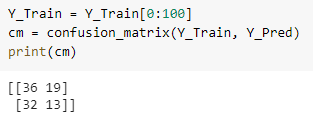 Y_Train = Y_Train[0:100]
cm = confusion_matrix(Y_Train, Y_Pred)
print(cm)
[[36 19]
 [32 13]]